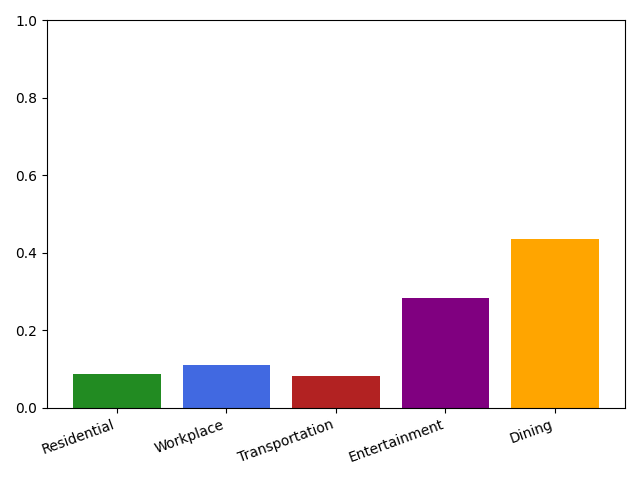 1.0
0.8
0.6
0.4
0.2
0.0
Residential
Workplace
Transportation
Entertainment
Dining